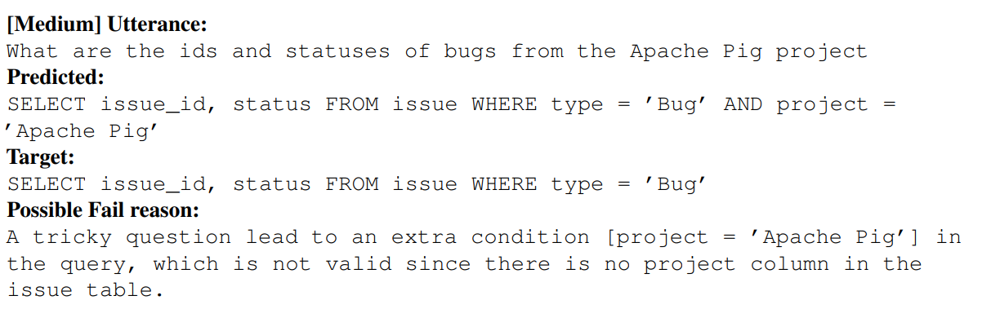 [Medium] Utterance:
What are the ids and statuses of bugs from the Apache Pig project
Predicted:
SELECT issue_id, status FROM issue WHERE type = ’Bug’ AND project =
’Apache Pig’
Target:
SELECT issue_id, status FROM issue WHERE type = ’Bug’
Possible Fail reason:
A tricky question lead to an extra condition [project = ’Apache Pig’] in
the query, which is not valid since there is no project column in the
issue table.